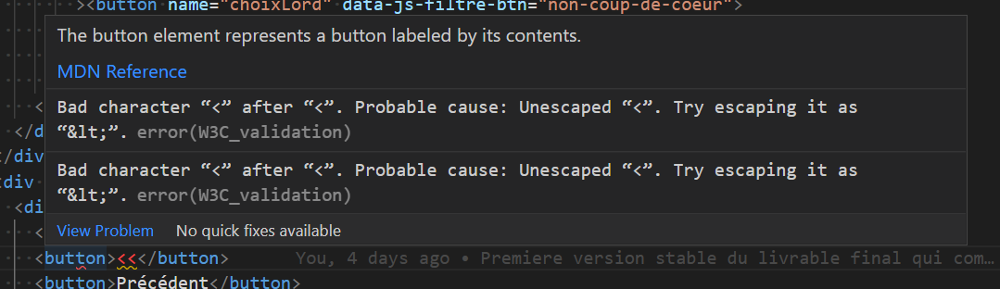 ><button name="choixLord" data-js-filtre-btn="non-coup-de-coeur">
The button element represents a button labeled by its contents.
MDN Reference
Bad character “<” after “<”. Probable cause: Unescaped “<”. Try escaping it as
“&lt;”. error(W3C_validation)
Bad character “<” after “<”. Probable cause: Unescaped “<”. Try escaping it as
“&lt;”. error(W3C_validation)
View Problem No quick fixes available
<
</d
</div
div
<di
<
<button><<</button> You, 4 days ago • Premiere version stable du livrable final qui com…
<button>Précédent</button>